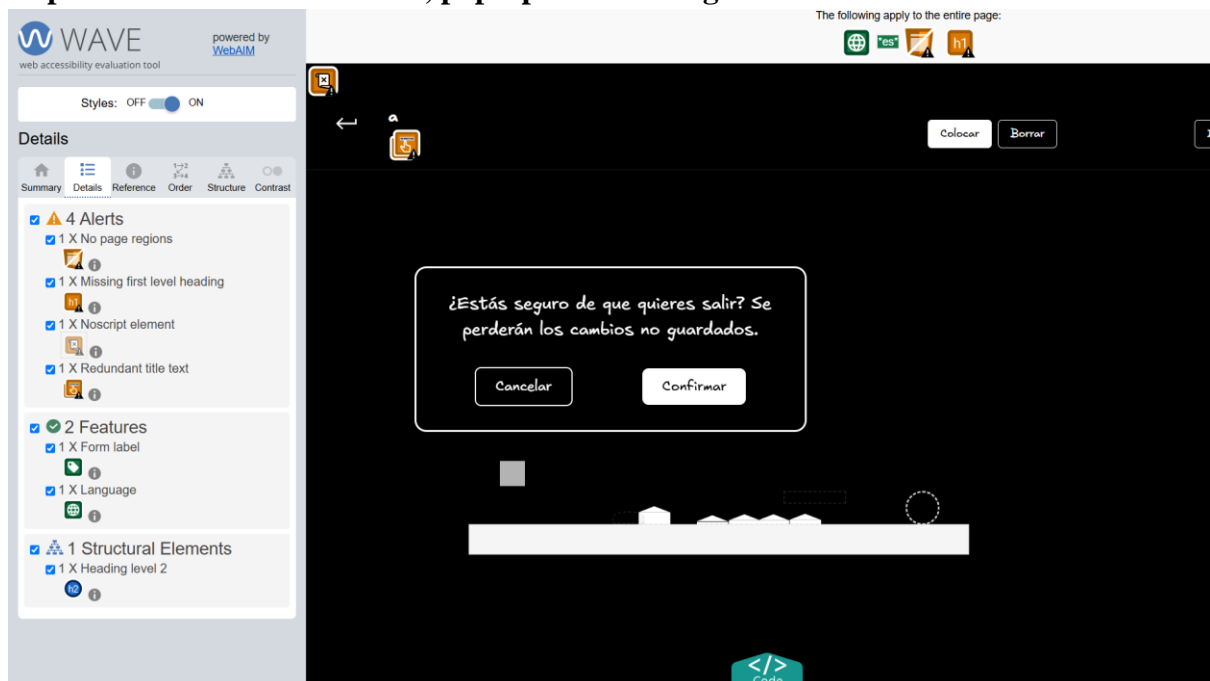 The following apply to the entire page:
WAVE
powered by
WebAIM
web accessibility evaluation tool
"es"
h1
Styles: OFF ON
Details
a
Colocar
Borrar
Summary
Details
Reference
Order
Structure
Contrast
4 Alerts
1 X No page regions
1 X Missing first level heading
h1
1 X Noscript element
1 X Redundant title text
2 Features
1 X Form label
1 X Language
1 Structural Elements
1 X Heading level 2
h2
¿Estás seguro de que quieres salir? Se
perderán los cambios no guardados.
Cancelar
Confirmar
</>
Code